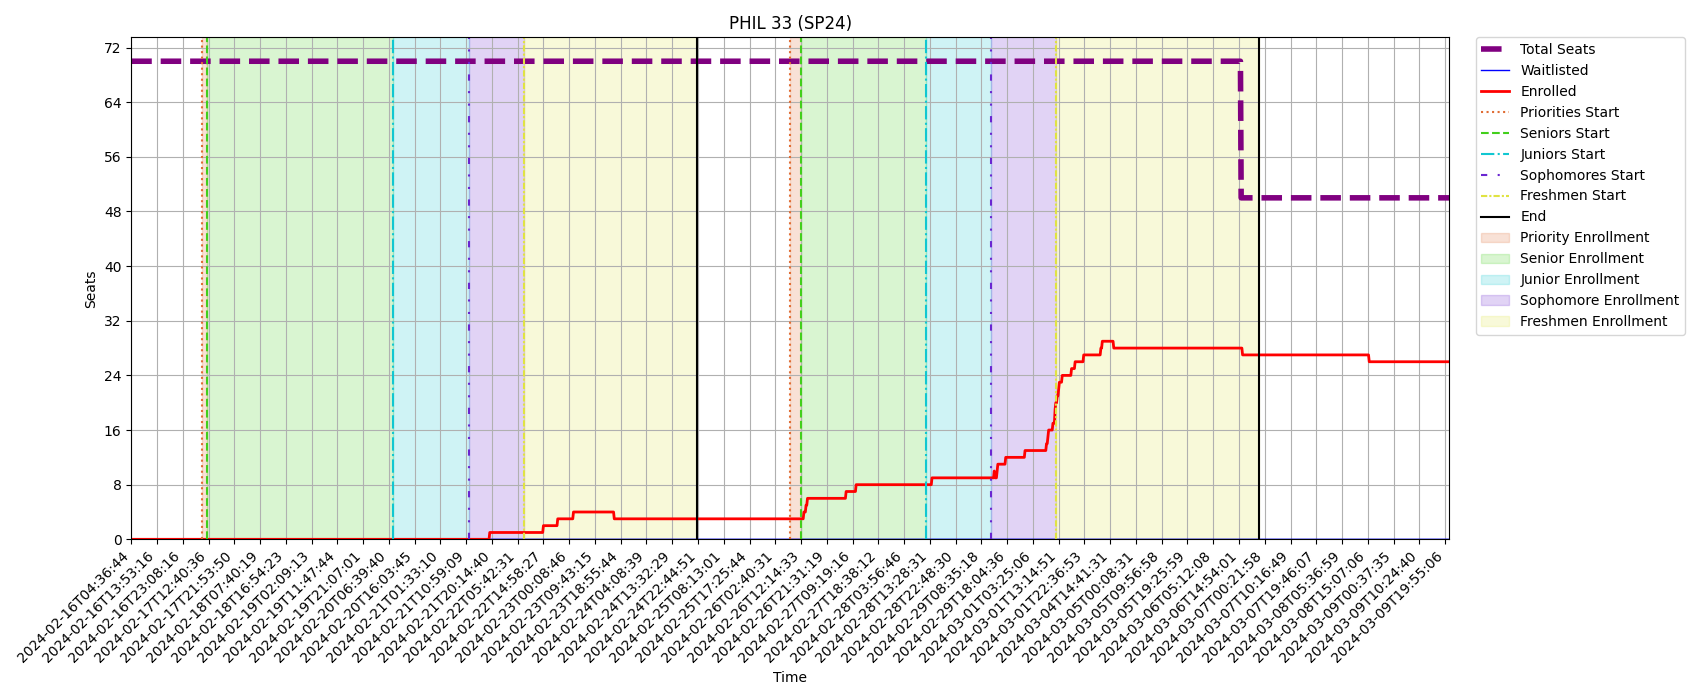 PHIL 33 (SP24)
Seats
72
64
56
48
40
32
24
16
8
0
2024-02-16T04:36:44
2024-02-16T13:53:16
2024-02-16T23:08:16
2024-02-17T12:40:36
2024-02-17T21:53:50
2024-02-18T07:40:19
2024-02-18T16:54:23
2024-02-19T02:09:13
2024-02-19T11:47:44
2024-02-19T21:07:01
2024-02-20T06:39:40
2024-02-20T16:03:45
2024-02-21T01:33:10
2024-02-21T10:59:09
2024-02-21T20:14:40
2024-02-22T05:42:31
2024-02-22T14:58:27
2024-02-23T00:08:46
2024-02-23T09:43:15
2024-02-23T18:55:44
2024-02-24T04:08:39
2024-02-24T13:32:29
2024-02-24T22:44:51
2024-02-25T08:13:01
2024-02-25T17:25:44
2024-02-26T02:40:31
2024-02-26T12:14:33
2024-02-26T21:31:19
2024-02-27T09:19:16
2024-02-27T18:38:12
2024-02-28T03:56:46
2024-02-28T13:28:31
2024-02-28T22:48:30
2024-02-29T08:35:18
2024-02-29T18:04:36
2024-03-01T03:25:06
2024-03-01T13:14:51
2024-03-01T22:36:53
2024-03-04T14:41:31
2024-03-05T00:08:31
2024-03-05T09:56:58
2024-03-05T19:25:59
2024-03-06T05:12:08
2024-03-06T14:54:01
2024-03-07T00:21:58
2024-03-07T10:16:49
2024-03-07T19:46:07
2024-03-08T05:36:59
2024-03-08T15:07:06
2024-03-09T00:37:35
2024-03-09T10:24:40
2024-03-09T19:55:06
Time
Total Seats
Waitlisted
Enrolled
Priorities Start
Seniors Start
Juniors Start
Sophomores Start
Freshmen Start
End
Priority Enrollment
Senior Enrollment
Junior Enrollment
Sophomore Enrollment
Freshmen Enrollment